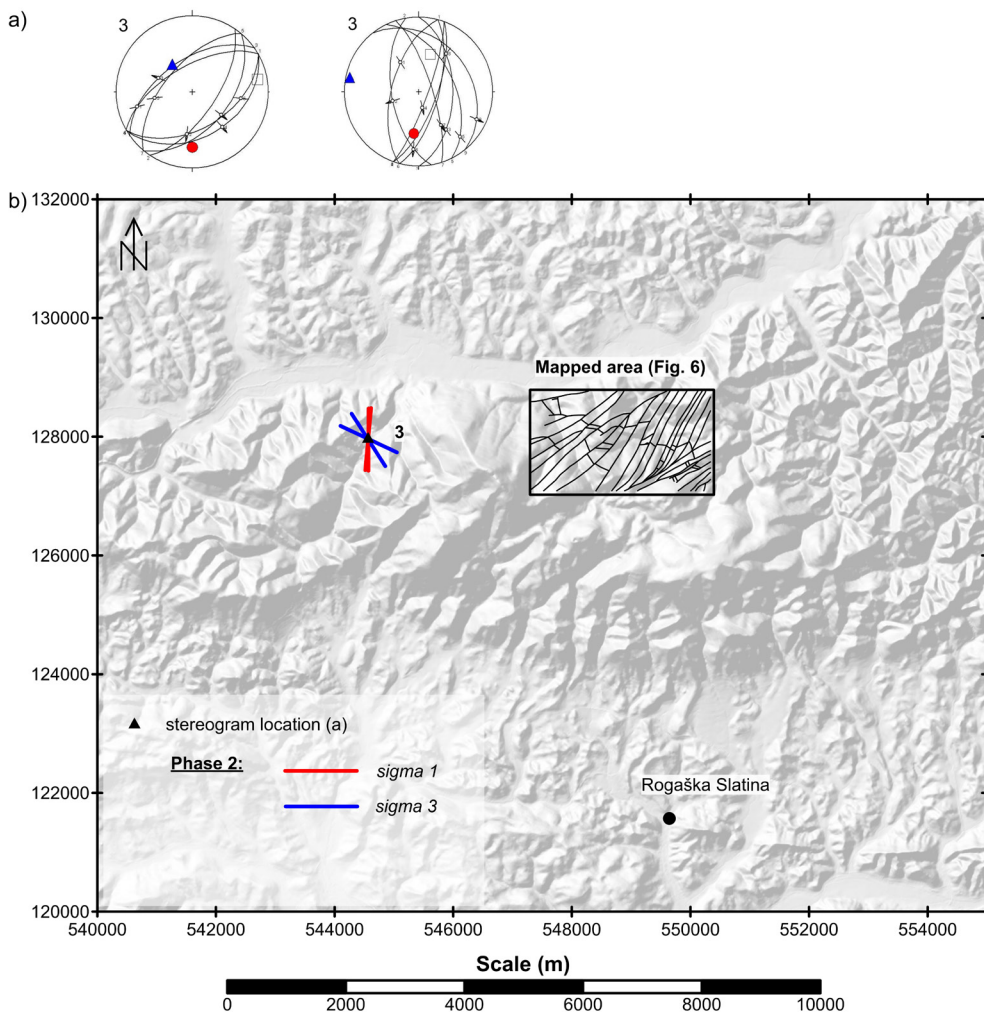 a)
3
3
b)
132000
N
130000
Mapped area (Fig. 6)
128000
3
126000
124000
stereogram location (a)
Phase 2:
sigma 1
sigma 3
122000
Rogaška Slatina
120000
540000 542000 544000 546000 548000 550000 552000 554000
Scale (m)
0 2000 4000 6000 8000 10000